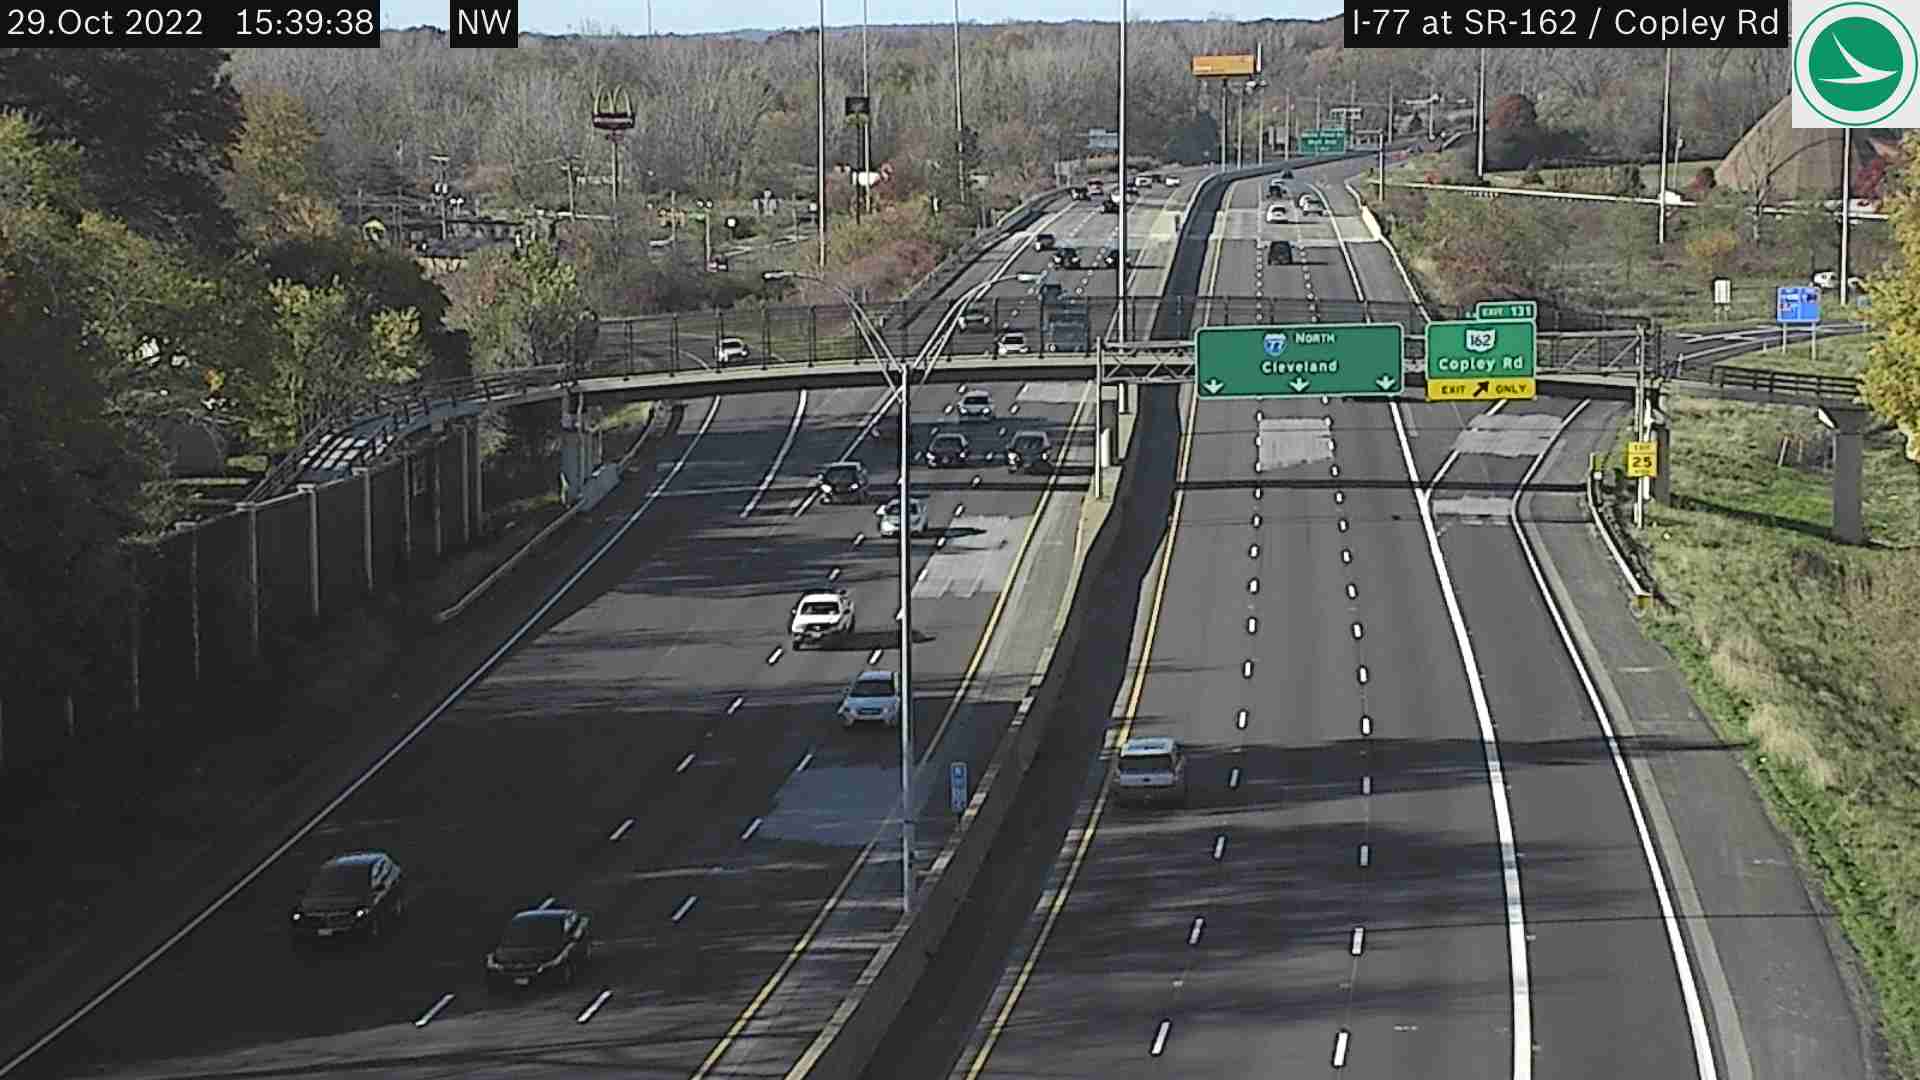 29.Oct 2022 15:39:38
NW
I-77 at SR-162 / Copley Rd
EXIT 131
77 NORTH
Cleveland
162
Copley Rd
EXIT ONLY
EXIT
25